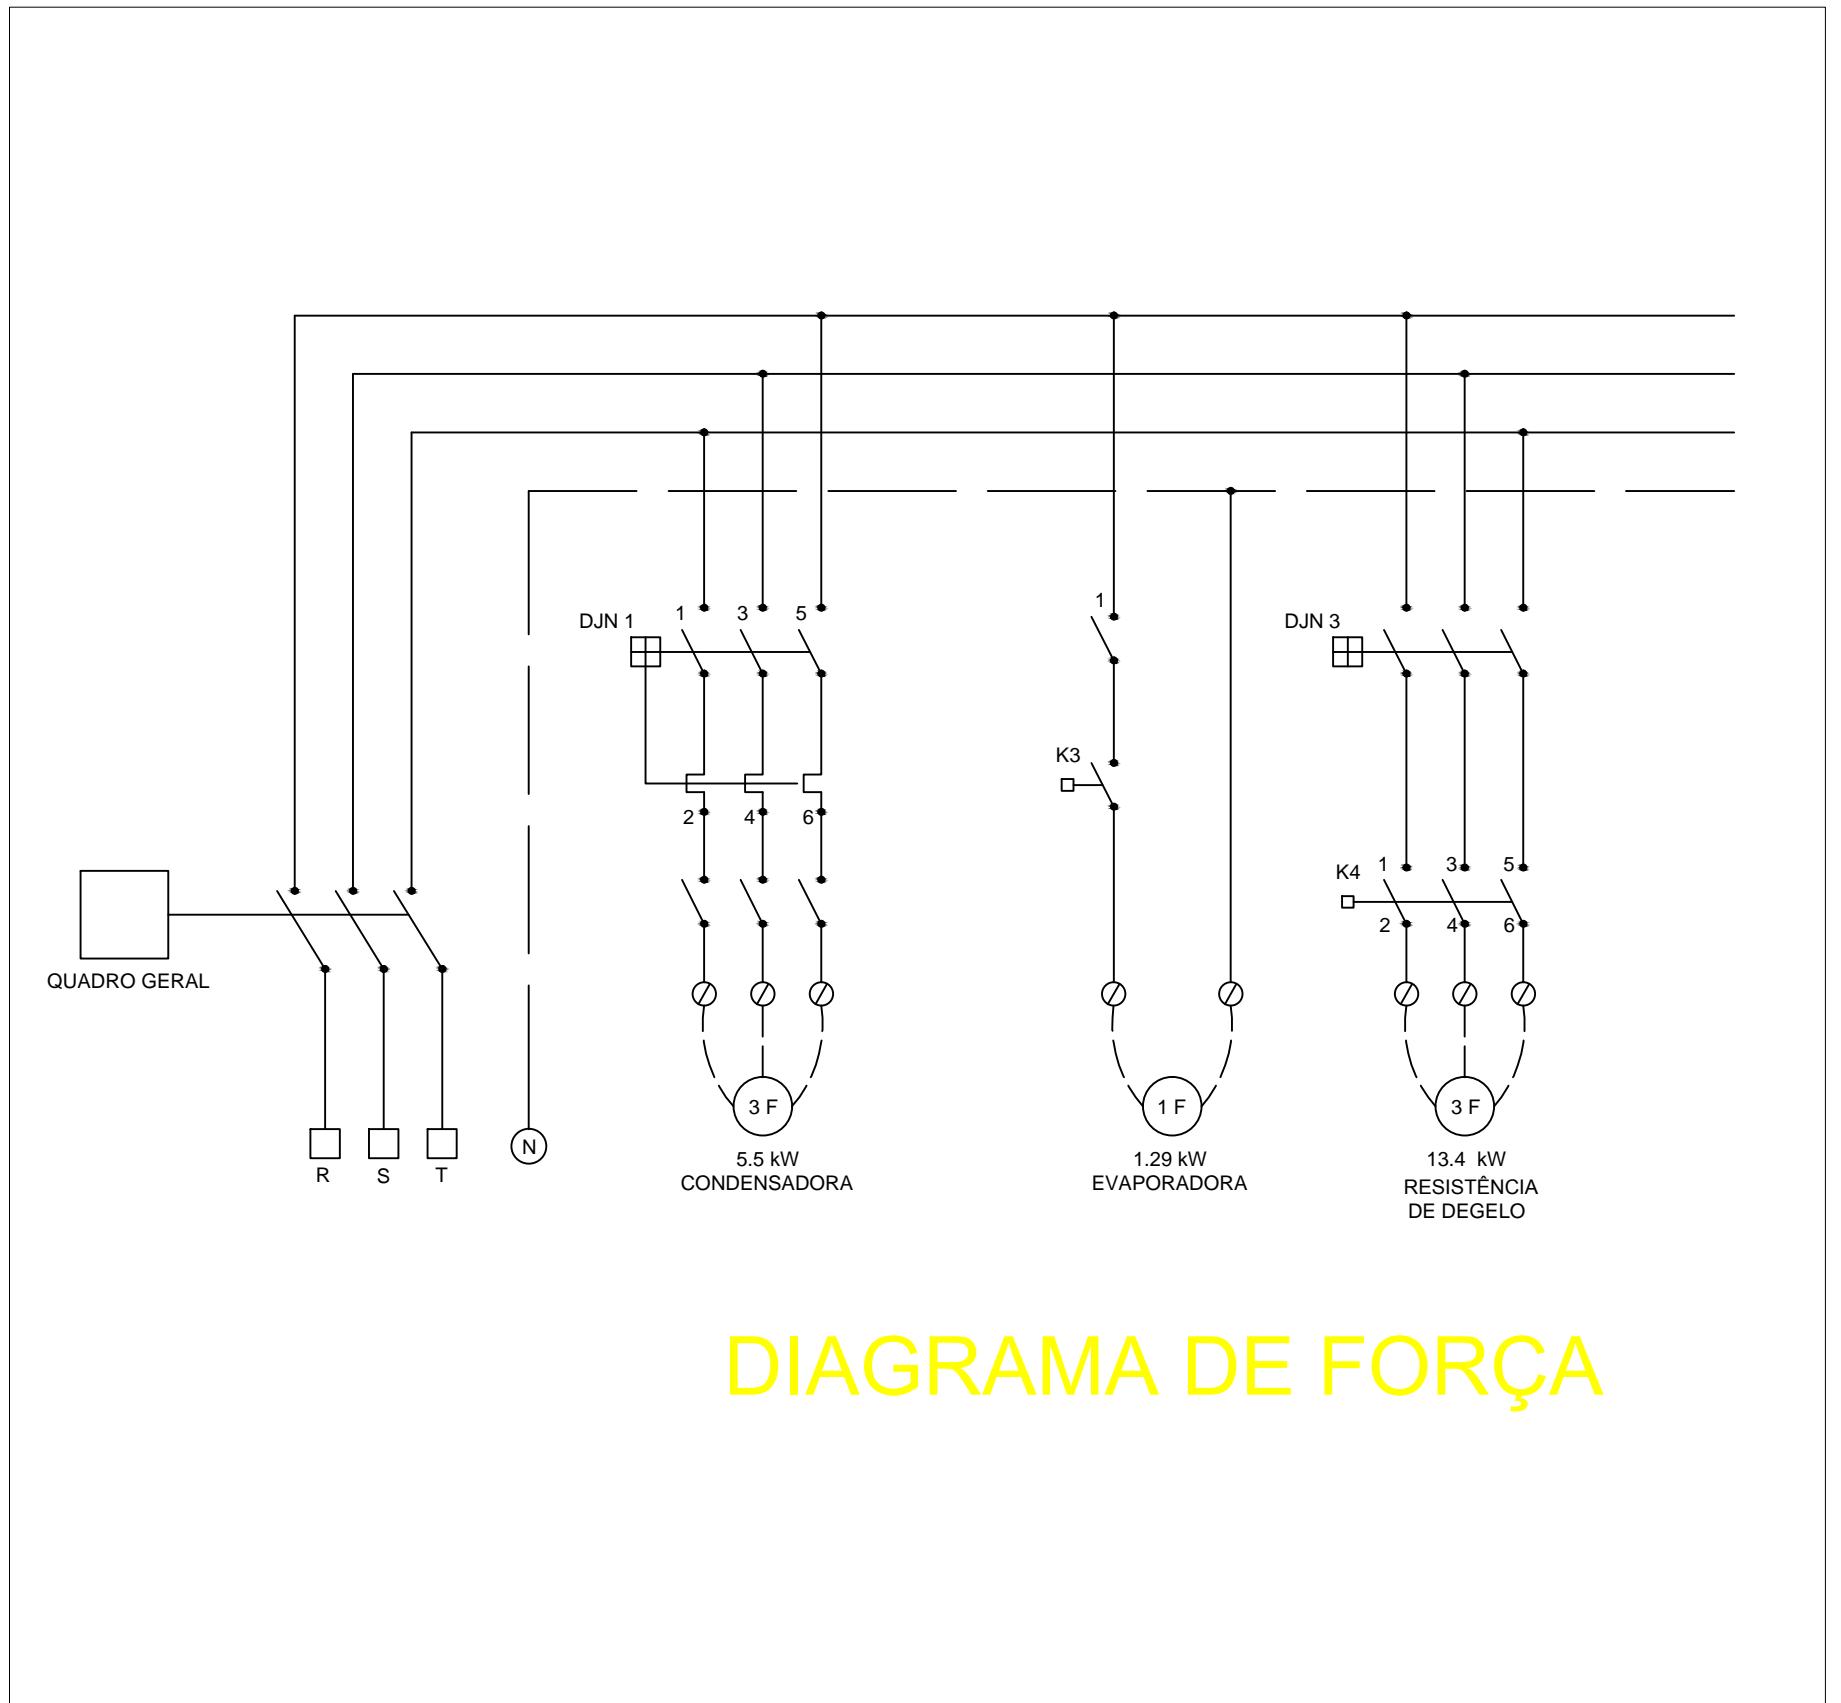 DJN 1
1
3
5
1
DJN 3
K3
2
4
6
K4
1
3
5
2
4
6
QUADRO GERAL
R
S
T
N
3 F
5.5 kW
CONDENSADORA
1 F
1.29 kW
EVAPORADORA
3 F
13.4 kW
RESISTÊNCIA
DE DEGELO
DIAGRAMA DE FORÇA